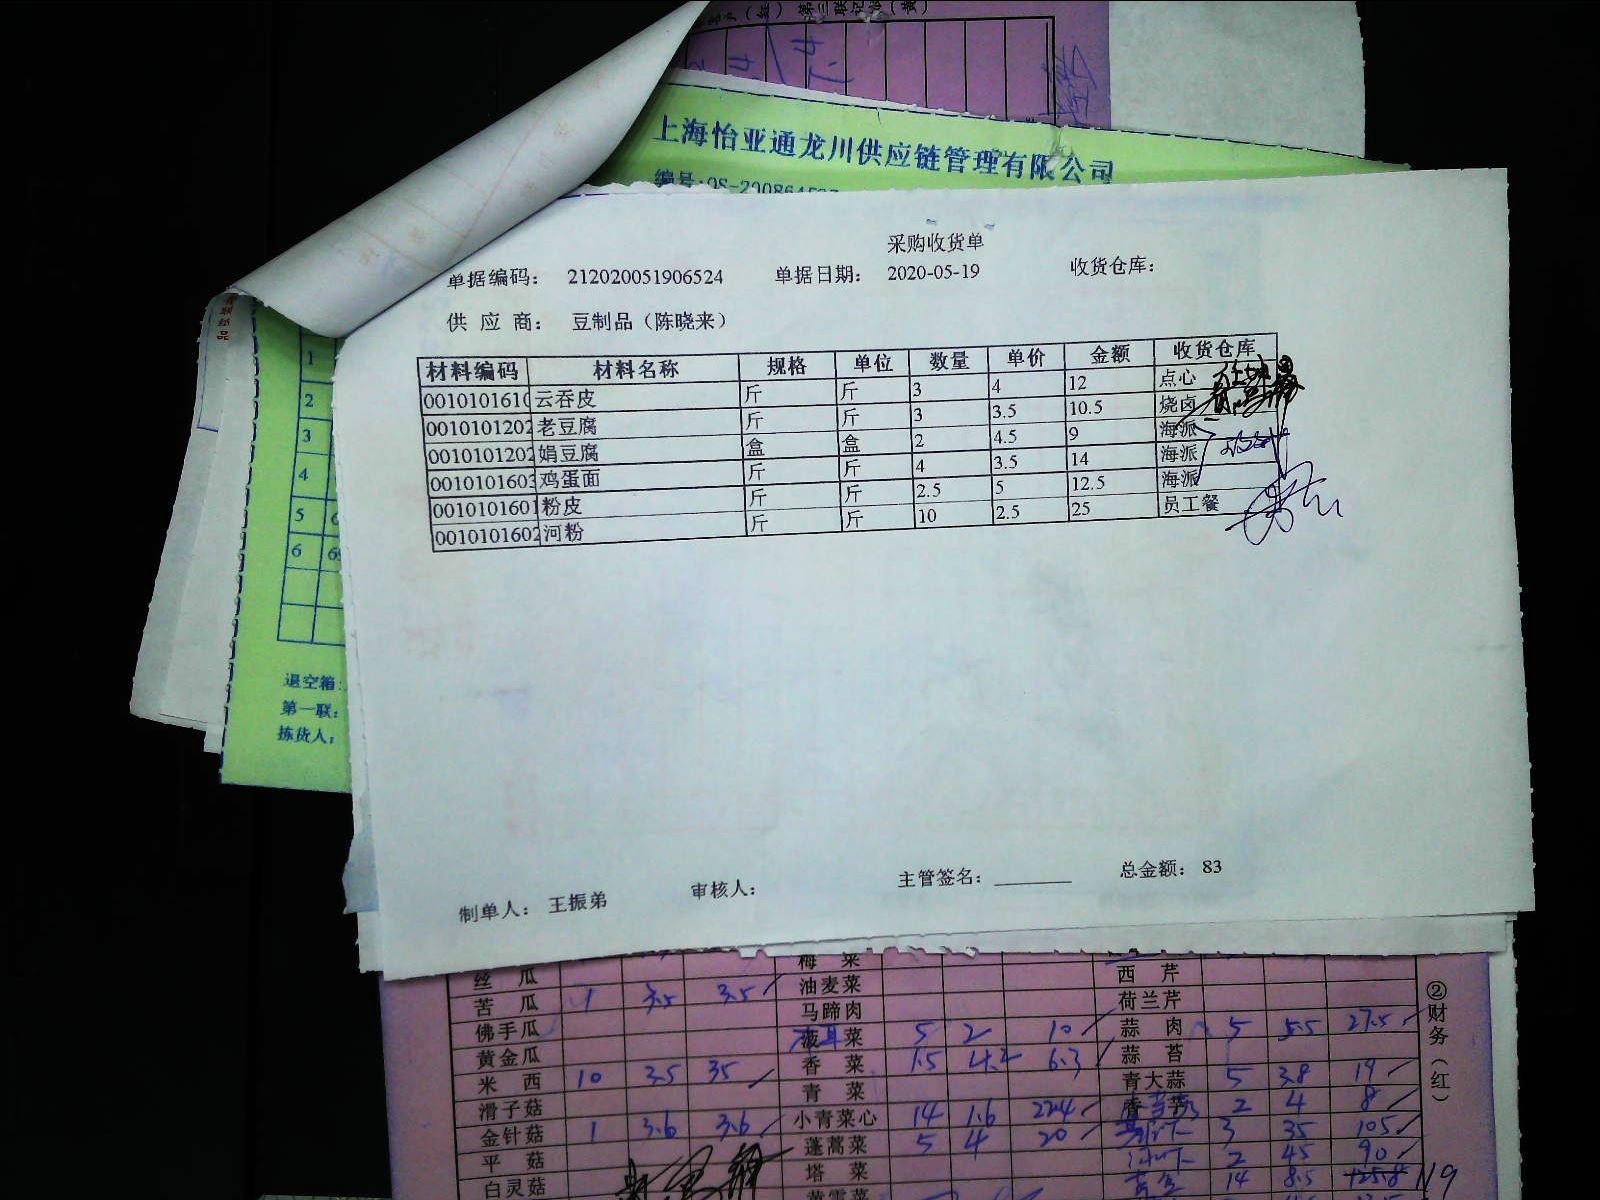 上海怡亚通龙川供应链管理有限公司
采购收货单
单据编码： 212020051906524 单据日期： 2020-05-19 收货仓库：
供 应 商： 豆制品（陈晓来）
材料编码 材料名称 规格 单位 数量 单价 金额 收货仓库
0010101610 云吞皮 斤 斤 3 4 12 点心
0010101202 老豆腐 斤 斤 3 3.5 10.5 烧卤
0010101202 娟豆腐 盒 盒 2 4.5 9 海派
0010101603 鸡蛋面 斤 斤 4 3.5 14 海派
0010101601 粉皮 斤 斤 2.5 5 12.5 海派
0010101602 河粉 斤 斤 10 2.5 25 员工餐
1
2
3
4
5 6
6
退空箱：
第一联：
拣货人：
制单人： 王振弟 审核人： 主管签名： 总金额： 83
丝 瓜 梅 菜 西 芹
苦 瓜 1 3.5 3.5 油麦菜 荷兰芹
佛手瓜 马蹄肉 蒜 肉 5 5.5 27.5
黄金瓜 菜 5 2 10 蒜 苔
米 西 10 3.5 35 香 菜 1.5 4.2 6.3 青大蒜 5 3.8 19
滑子菇 青 菜 2 4 8
金针菇 1 3.6 3.6 小青菜心 14 1.6 22.4 3 35 105
平 菇 蓬蒿菜 5 4 20 2 45 90
白灵菇 塔 菜 14 8.5 119
②财务（红）